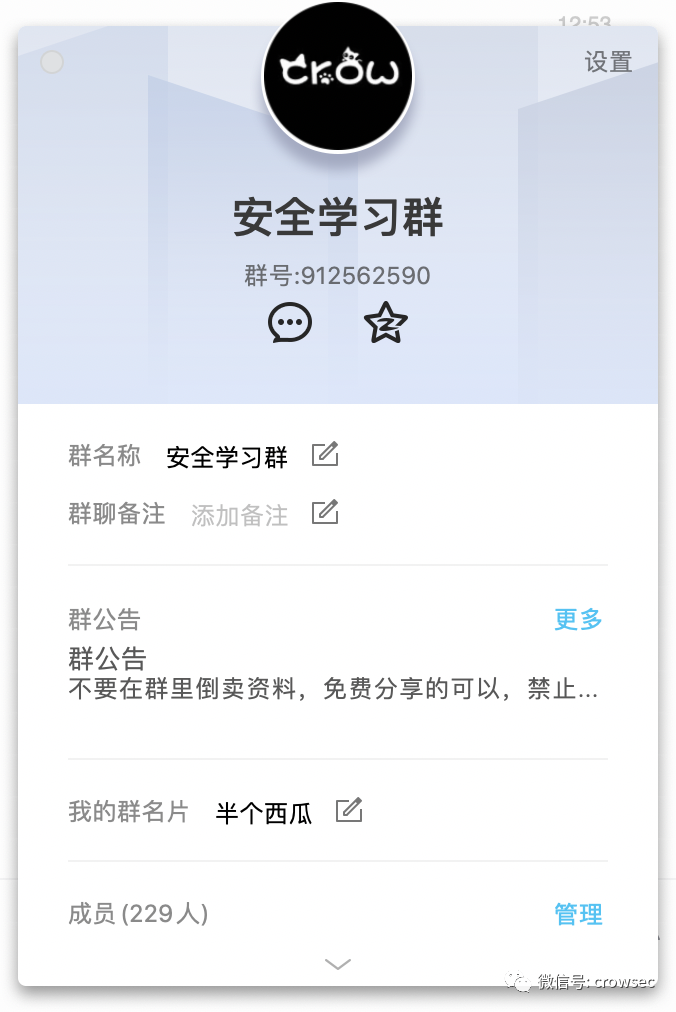 12:53
设置
crow
安全学习群
群号:912562590
群名称 安全学习群
群聊备注 添加备注
群公告 更多
群公告
不要在群里倒卖资料，免费分享的可以，禁止...
我的群名片 半个西瓜
成员(229人) 管理
微信号: crowsec